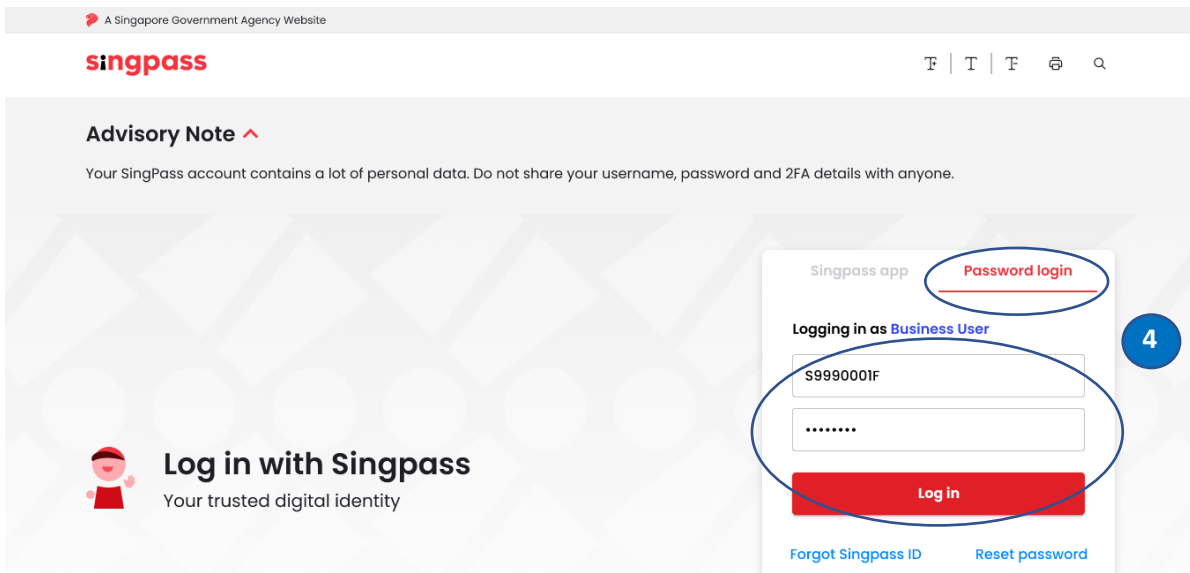 A Singapore Government Agency Website
singpass
T+ | T | T-
Advisory Note
Your SingPass account contains a lot of personal data. Do not share your username, password and 2FA details with anyone.
Singpass app
Password login
Logging in as Business User
4
S9990001F
••••••••
Log in with Singpass
Your trusted digital identity
Log in
Forgot Singpass ID
Reset password